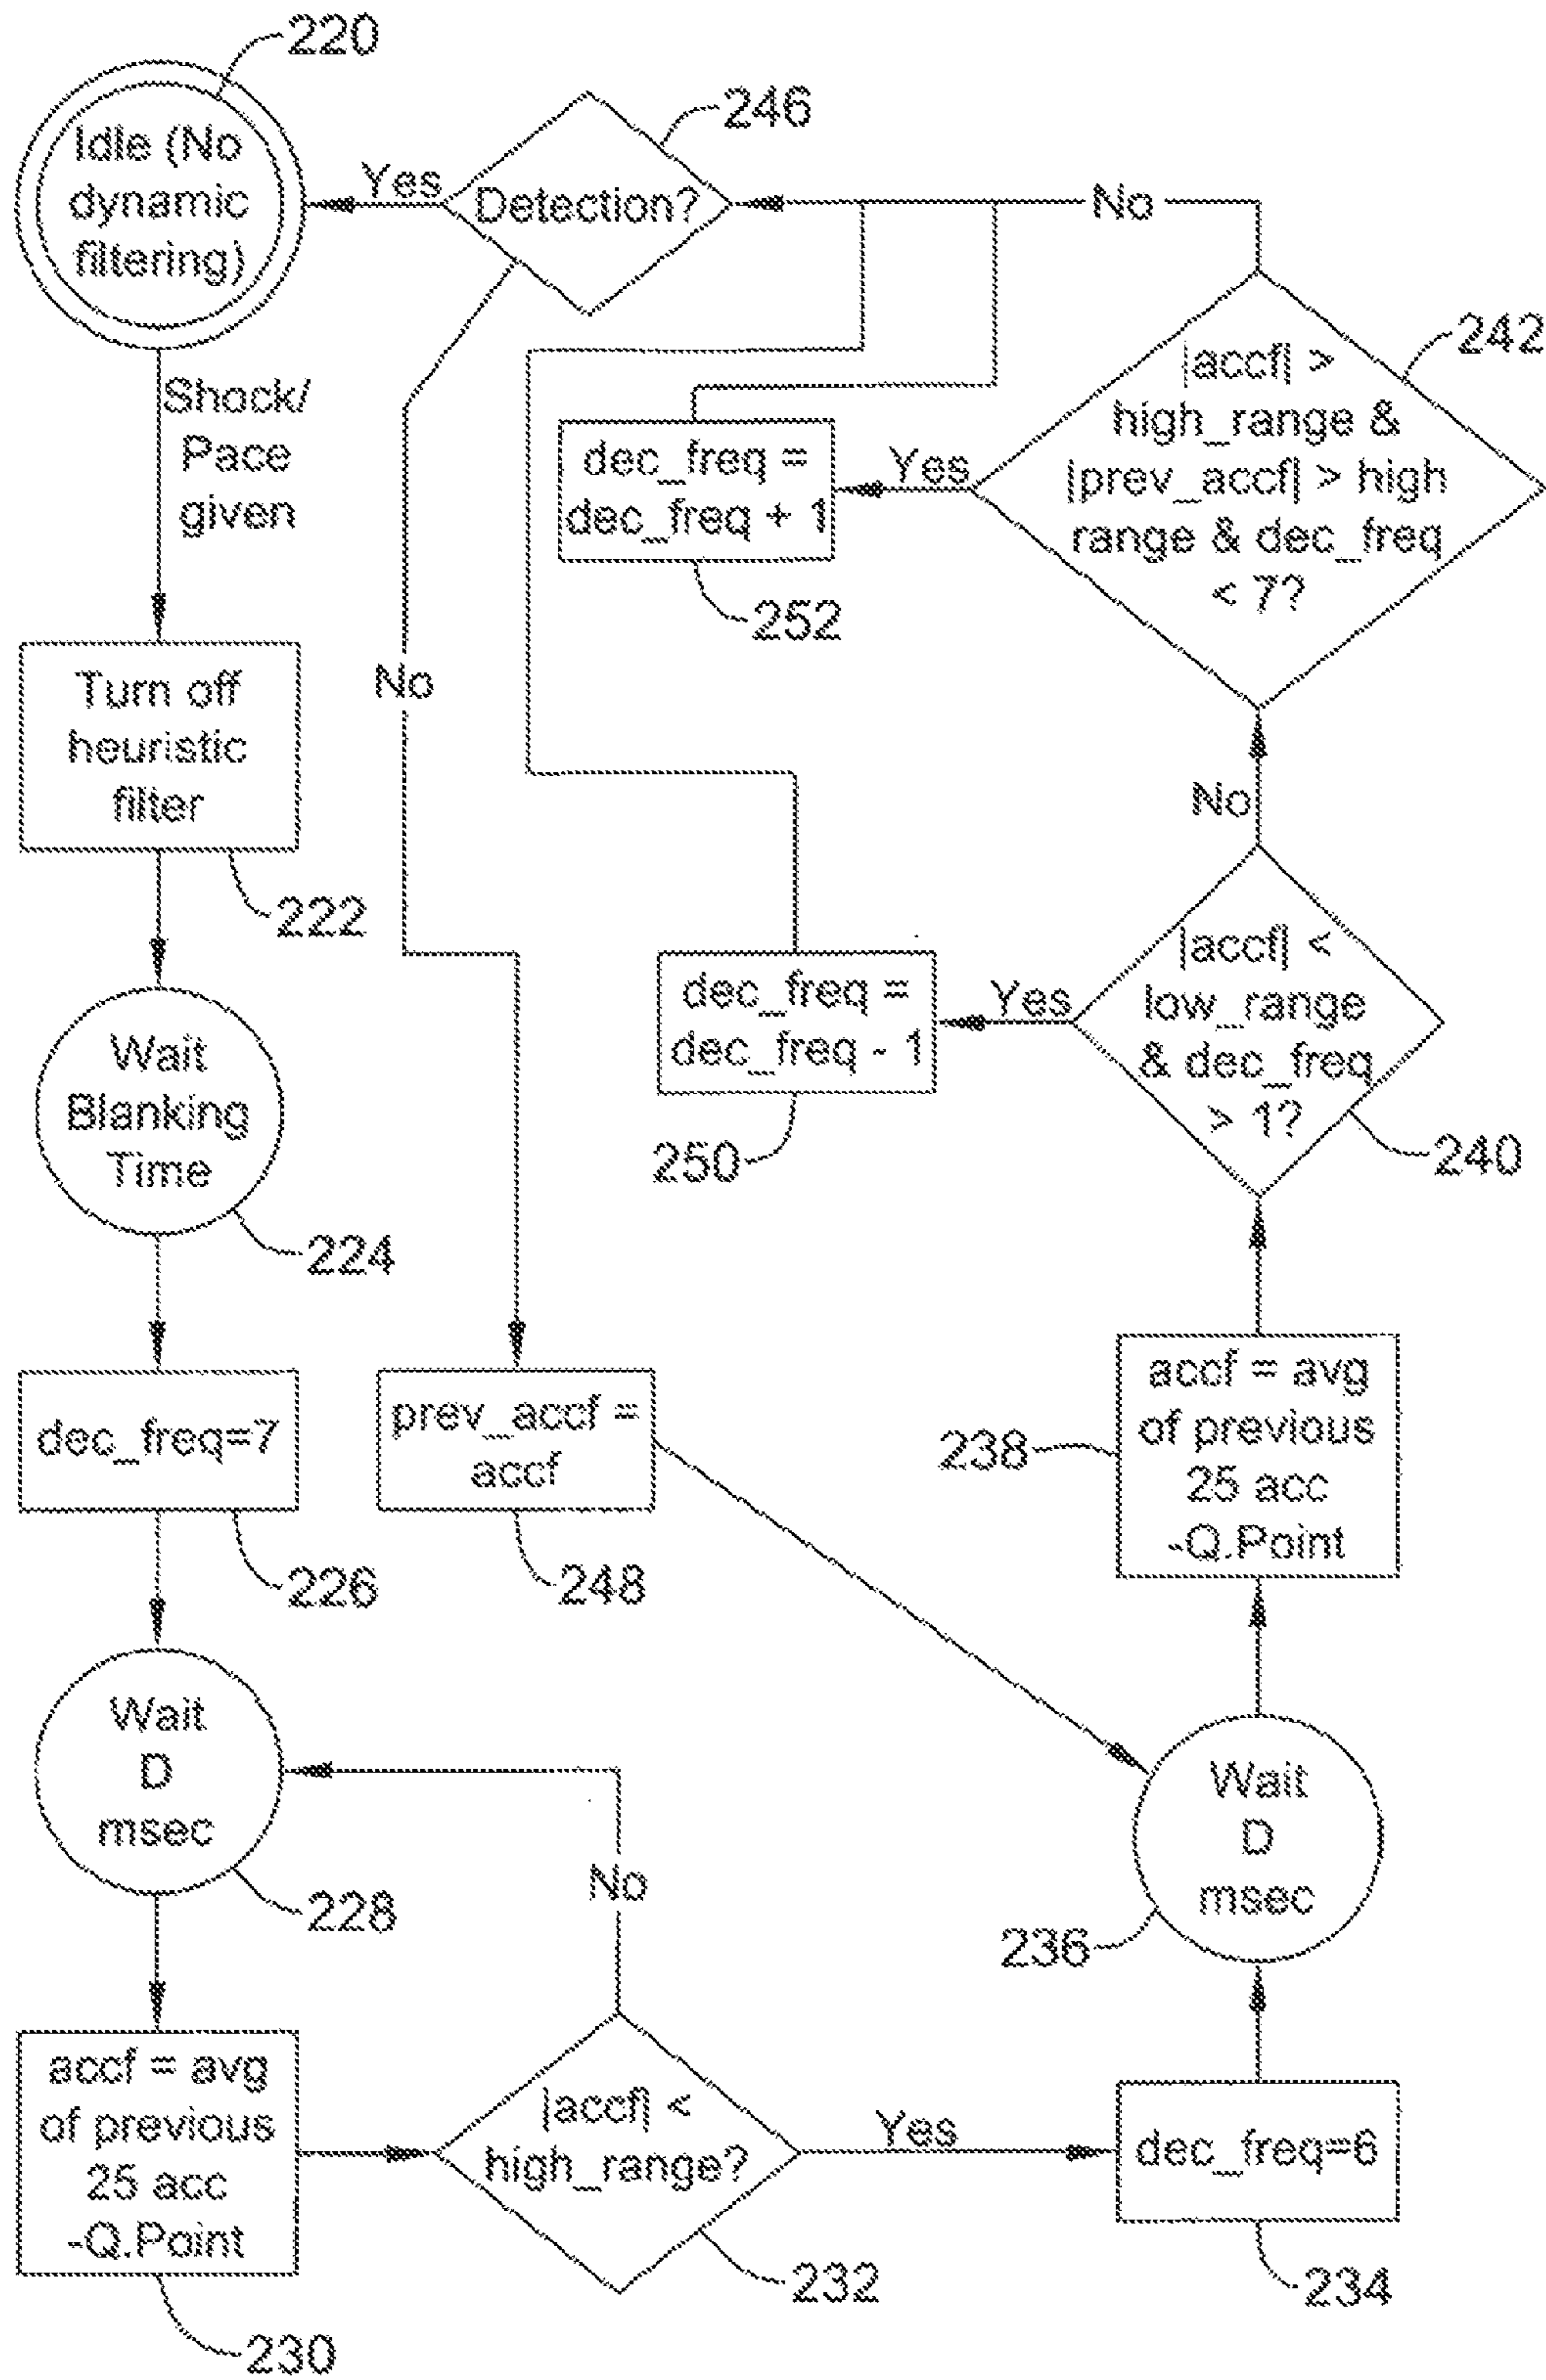 220
Idle (No
dynamic
filtering)
Yes
Detection?
246
No
Shock/
Pace
given
|accf| >
high_range &
|prev_accf| > high
range & dec_freq
< 7?
242
Yes
dec_freq =
dec_freq + 1
252
No
Turn off
heuristic
filter
222
No
|accf| <
low_range
& dec_freq
> 1?
240
Yes
dec_freq =
dec_freq - 1
250
Wait
Blanking
Time
224
dec_freq=7
226
prev_accf =
accf
248
accf = avg
of previous
25 acc
-Q.Point
238
Wait
D
msec
228
No
Wait
D
msec
236
accf = avg
of previous
25 acc
-Q.Point
230
|accf| <
high_range?
232
Yes
dec_freq=6
234